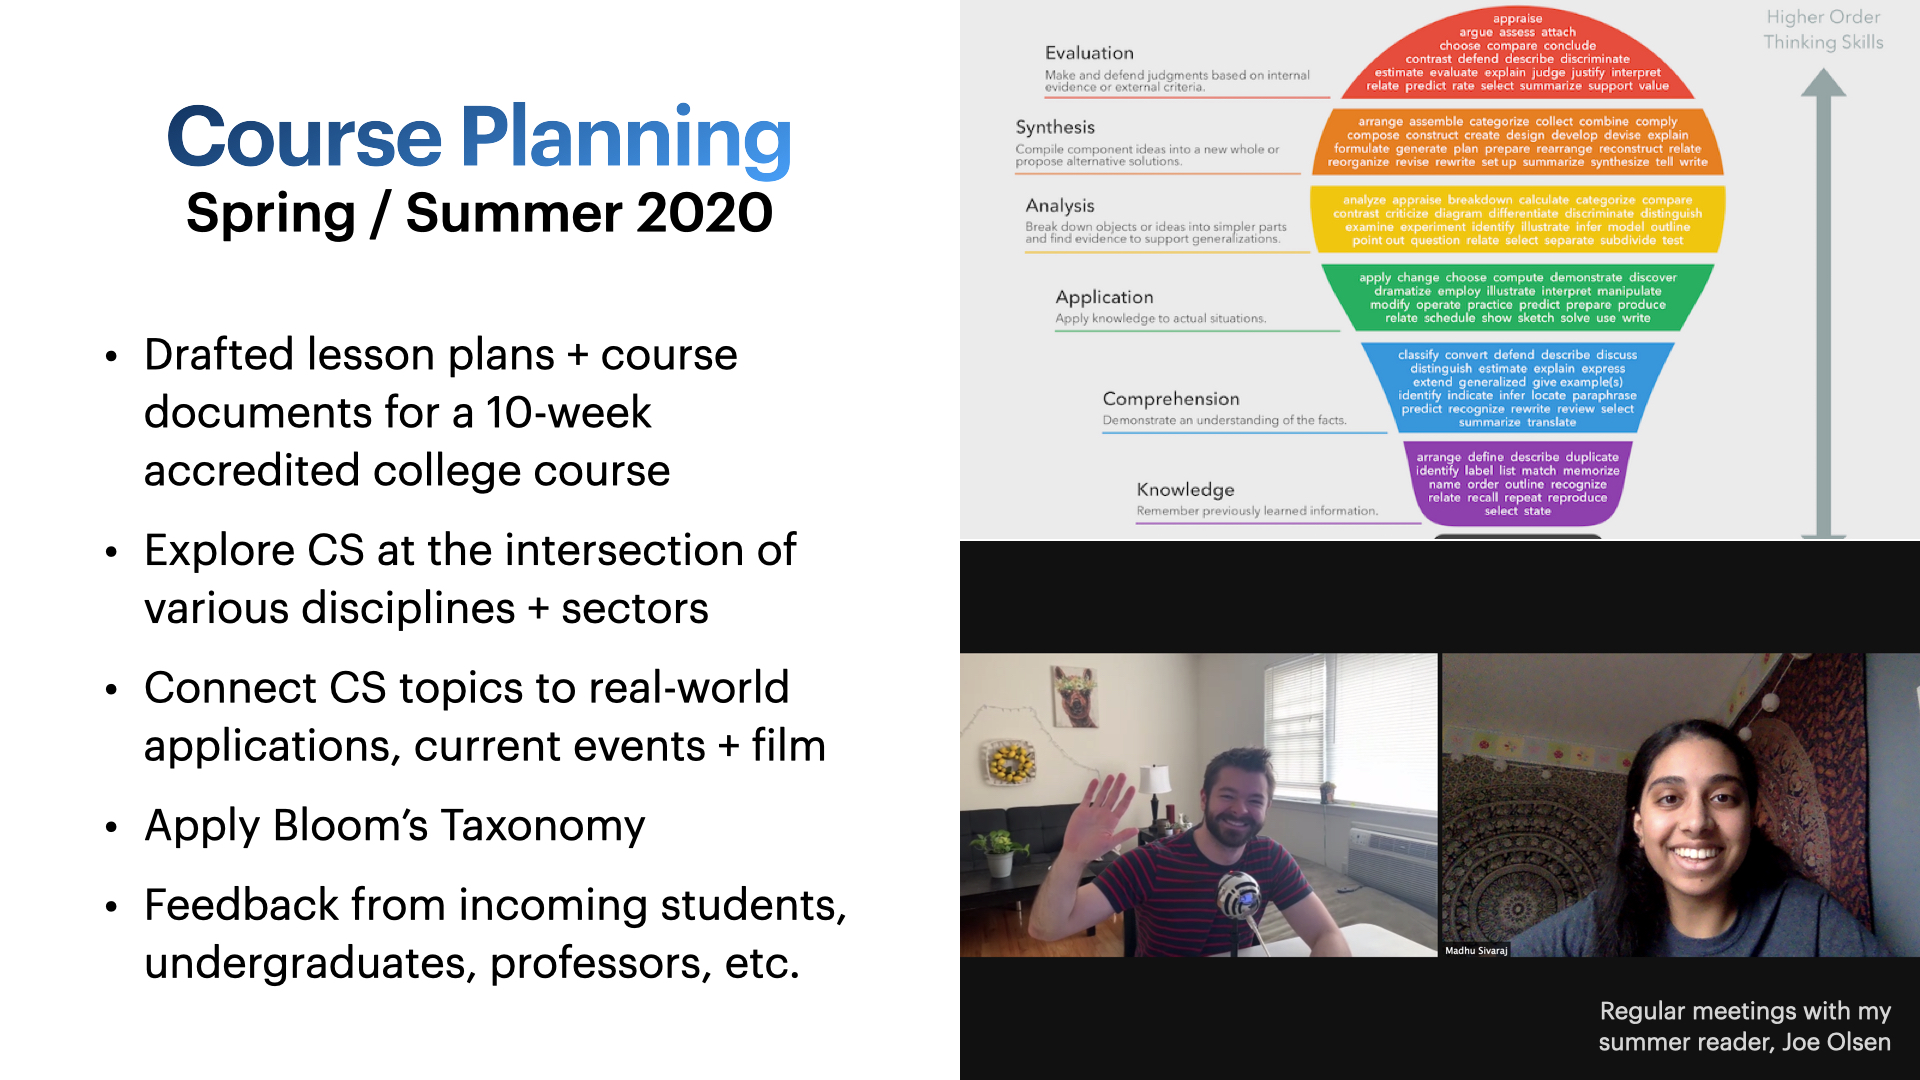 Course Planning
Spring / Summer 2020
• Drafted lesson plans + course
documents for a 10-week
accredited college course
• Explore CS at the intersection of
various disciplines + sectors
• Connect CS topics to real-world
applications, current events + film
• Apply Bloom’s Taxonomy
• Feedback from incoming students,
undergraduates, professors, etc.
Higher Order
Thinking Skills
Evaluation
Make and defend judgments based on internal
evidence or external criteria.
appraise
argue assess attach
choose compare conclude
contrast defend describe discriminate
estimate evaluate explain judge justify interpret
relate predict rate select summarize support value
Synthesis
Compile component ideas into a new whole or
propose alternative solutions.
arrange assemble categorize collect combine comply
compose construct create design develop devise explain
formulate generate plan prepare rearrange reconstruct relate
reorganize revise rewrite set up summarize synthesize tell write
Analysis
Break down objects or ideas into simpler parts
and find evidence to support generalizations.
analyze appraise breakdown calculate categorize compare
contrast criticize diagram differentiate discriminate distinguish
examine experiment identify illustrate infer model outline
point out question relate select separate subdivide test
Application
Apply knowledge to actual situations.
apply change choose compute demonstrate discover
dramatize employ illustrate interpret manipulate
modify operate practice predict prepare produce
relate schedule show sketch solve use write
Comprehension
Demonstrate an understanding of the facts.
classify convert defend describe discuss
distinguish estimate explain express
extend generalized give example(s)
identify indicate infer locate paraphrase
predict recognize rewrite review select
summarize translate
Knowledge
Remember previously learned information.
arrange define describe duplicate
identify label list match memorize
name order outline recognize
relate recall repeat reproduce
select state
Madhu Sivaraj
Regular meetings with my
summer reader, Joe Olsen